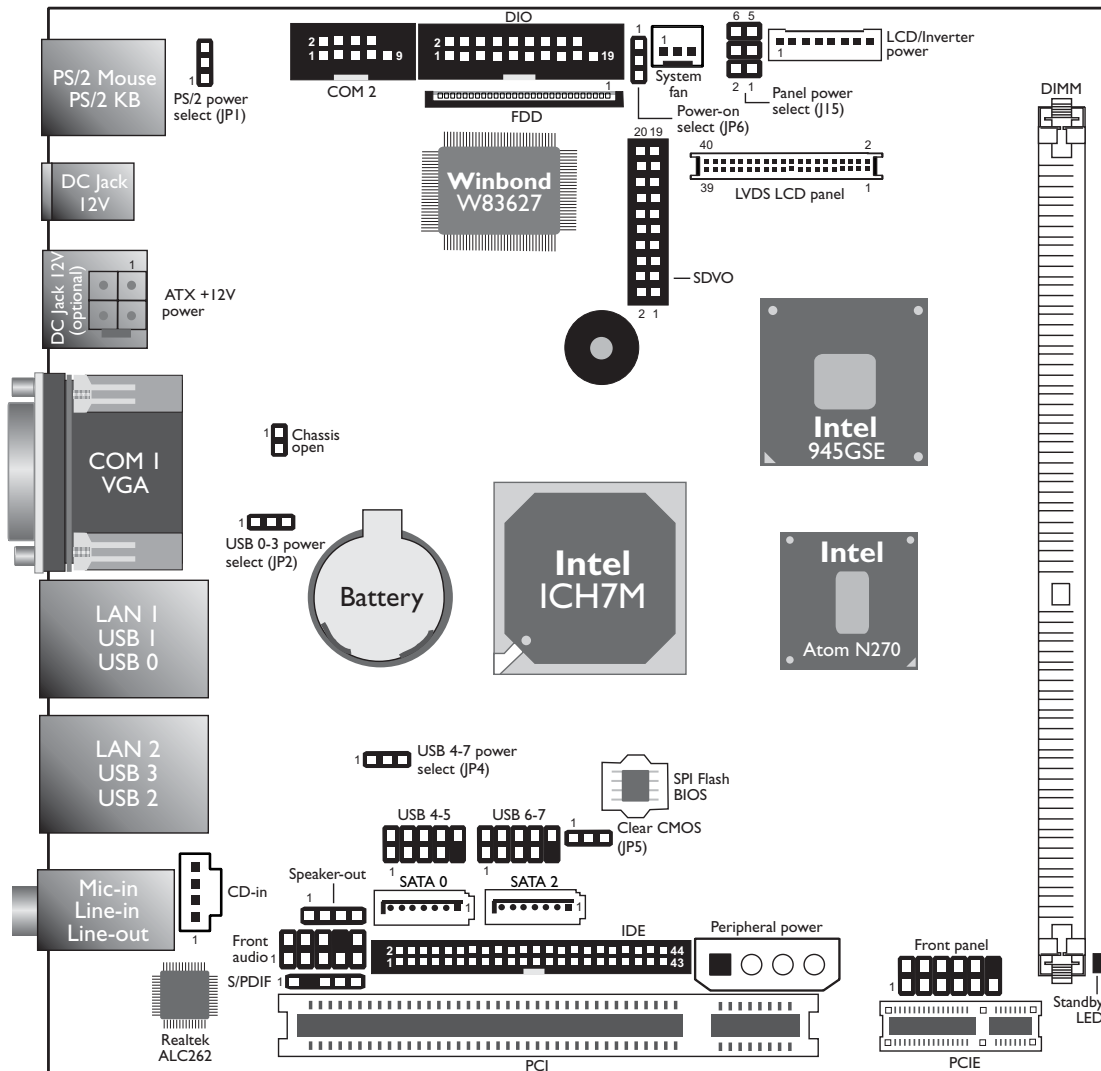 DIO
2
1
9
COM 2
2
1
19
1
FDD
PS/2 Mouse
PS/2 KB
1
PS/2 power
select (JP1)
1
Power-on
select (JP6)
1
System
fan
6 5
2 1
Panel power
select (J15)
1
LCD/Inverter
power
DIMM
DC Jack
12V
Winbond
W83627
20 19
2 1
SDVO
40
2
39
1
LVDS LCD panel
DC Jack 12V
(optional)
1
ATX +12V
power
Intel
945GSE
COM 1
VGA
1
Chassis
open
1
USB 0-3 power
select (JP2)
Battery
Intel
ICH7M
Intel
Atom N270
LAN 1
USB 1
USB 0
LAN 2
USB 3
USB 2
1
USB 4-7 power
select (JP4)
SPI Flash
BIOS
USB 4-5
1
USB 6-7
1
1
Clear CMOS
(JP5)
Mic-in
Line-in
Line-out
CD-in
1
Speaker-out
1
SATA 0
1
SATA 2
1
Front
audio
1
IDE
2
1
44
43
Peripheral power
Front panel
1
S/PDIF
1
Standby
LED
Realtek
ALC262
PCI
PCIE